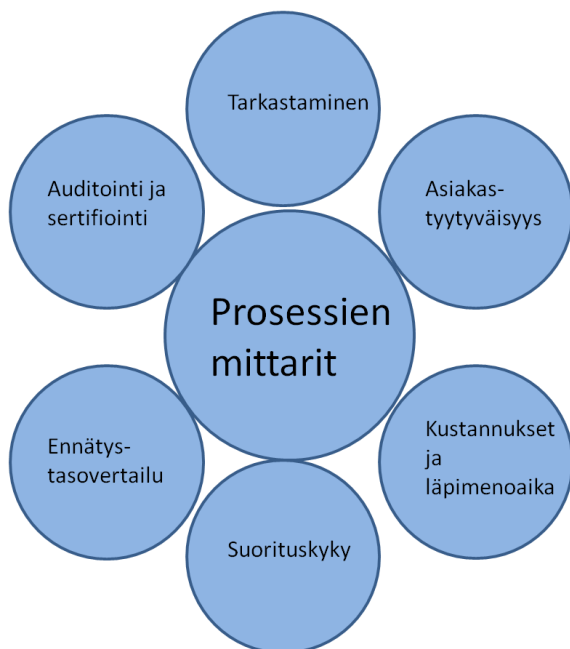 Tarkastaminen
Auditointi ja
sertifiointi
Asiakas-
tyytyväisyys
Prosessien
mittarit
Ennätys-
tasovertailu
Kustannukset
ja
läpimenoaika
Suorituskyky